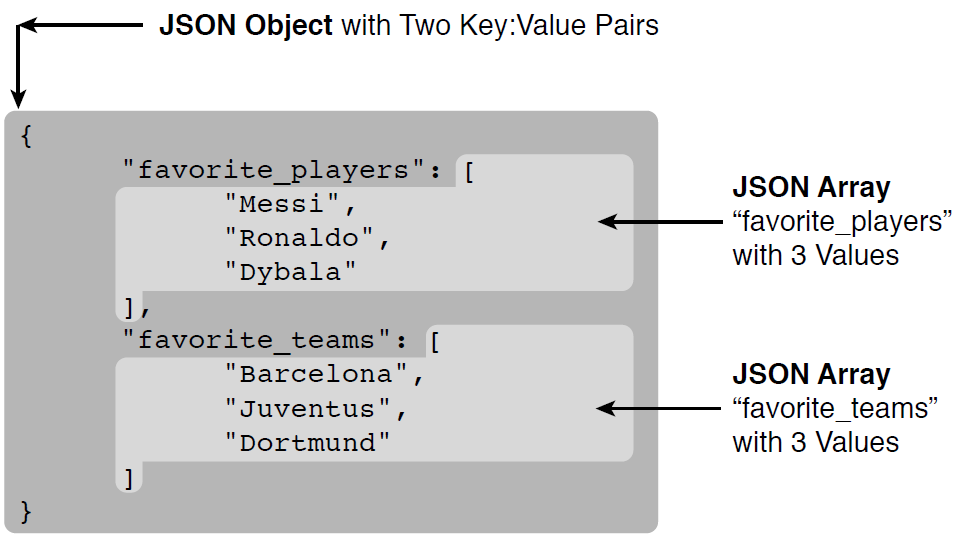 JSON Object with Two Key:Value Pairs
{
"favorite_players": [
"Messi",
"Ronaldo",
"Dybala"
],
"favorite_teams": [
"Barcelona",
"Juventus",
"Dortmund"
]
}
JSON Array
“favorite_players”
with 3 Values
JSON Array
“favorite_teams”
with 3 Values